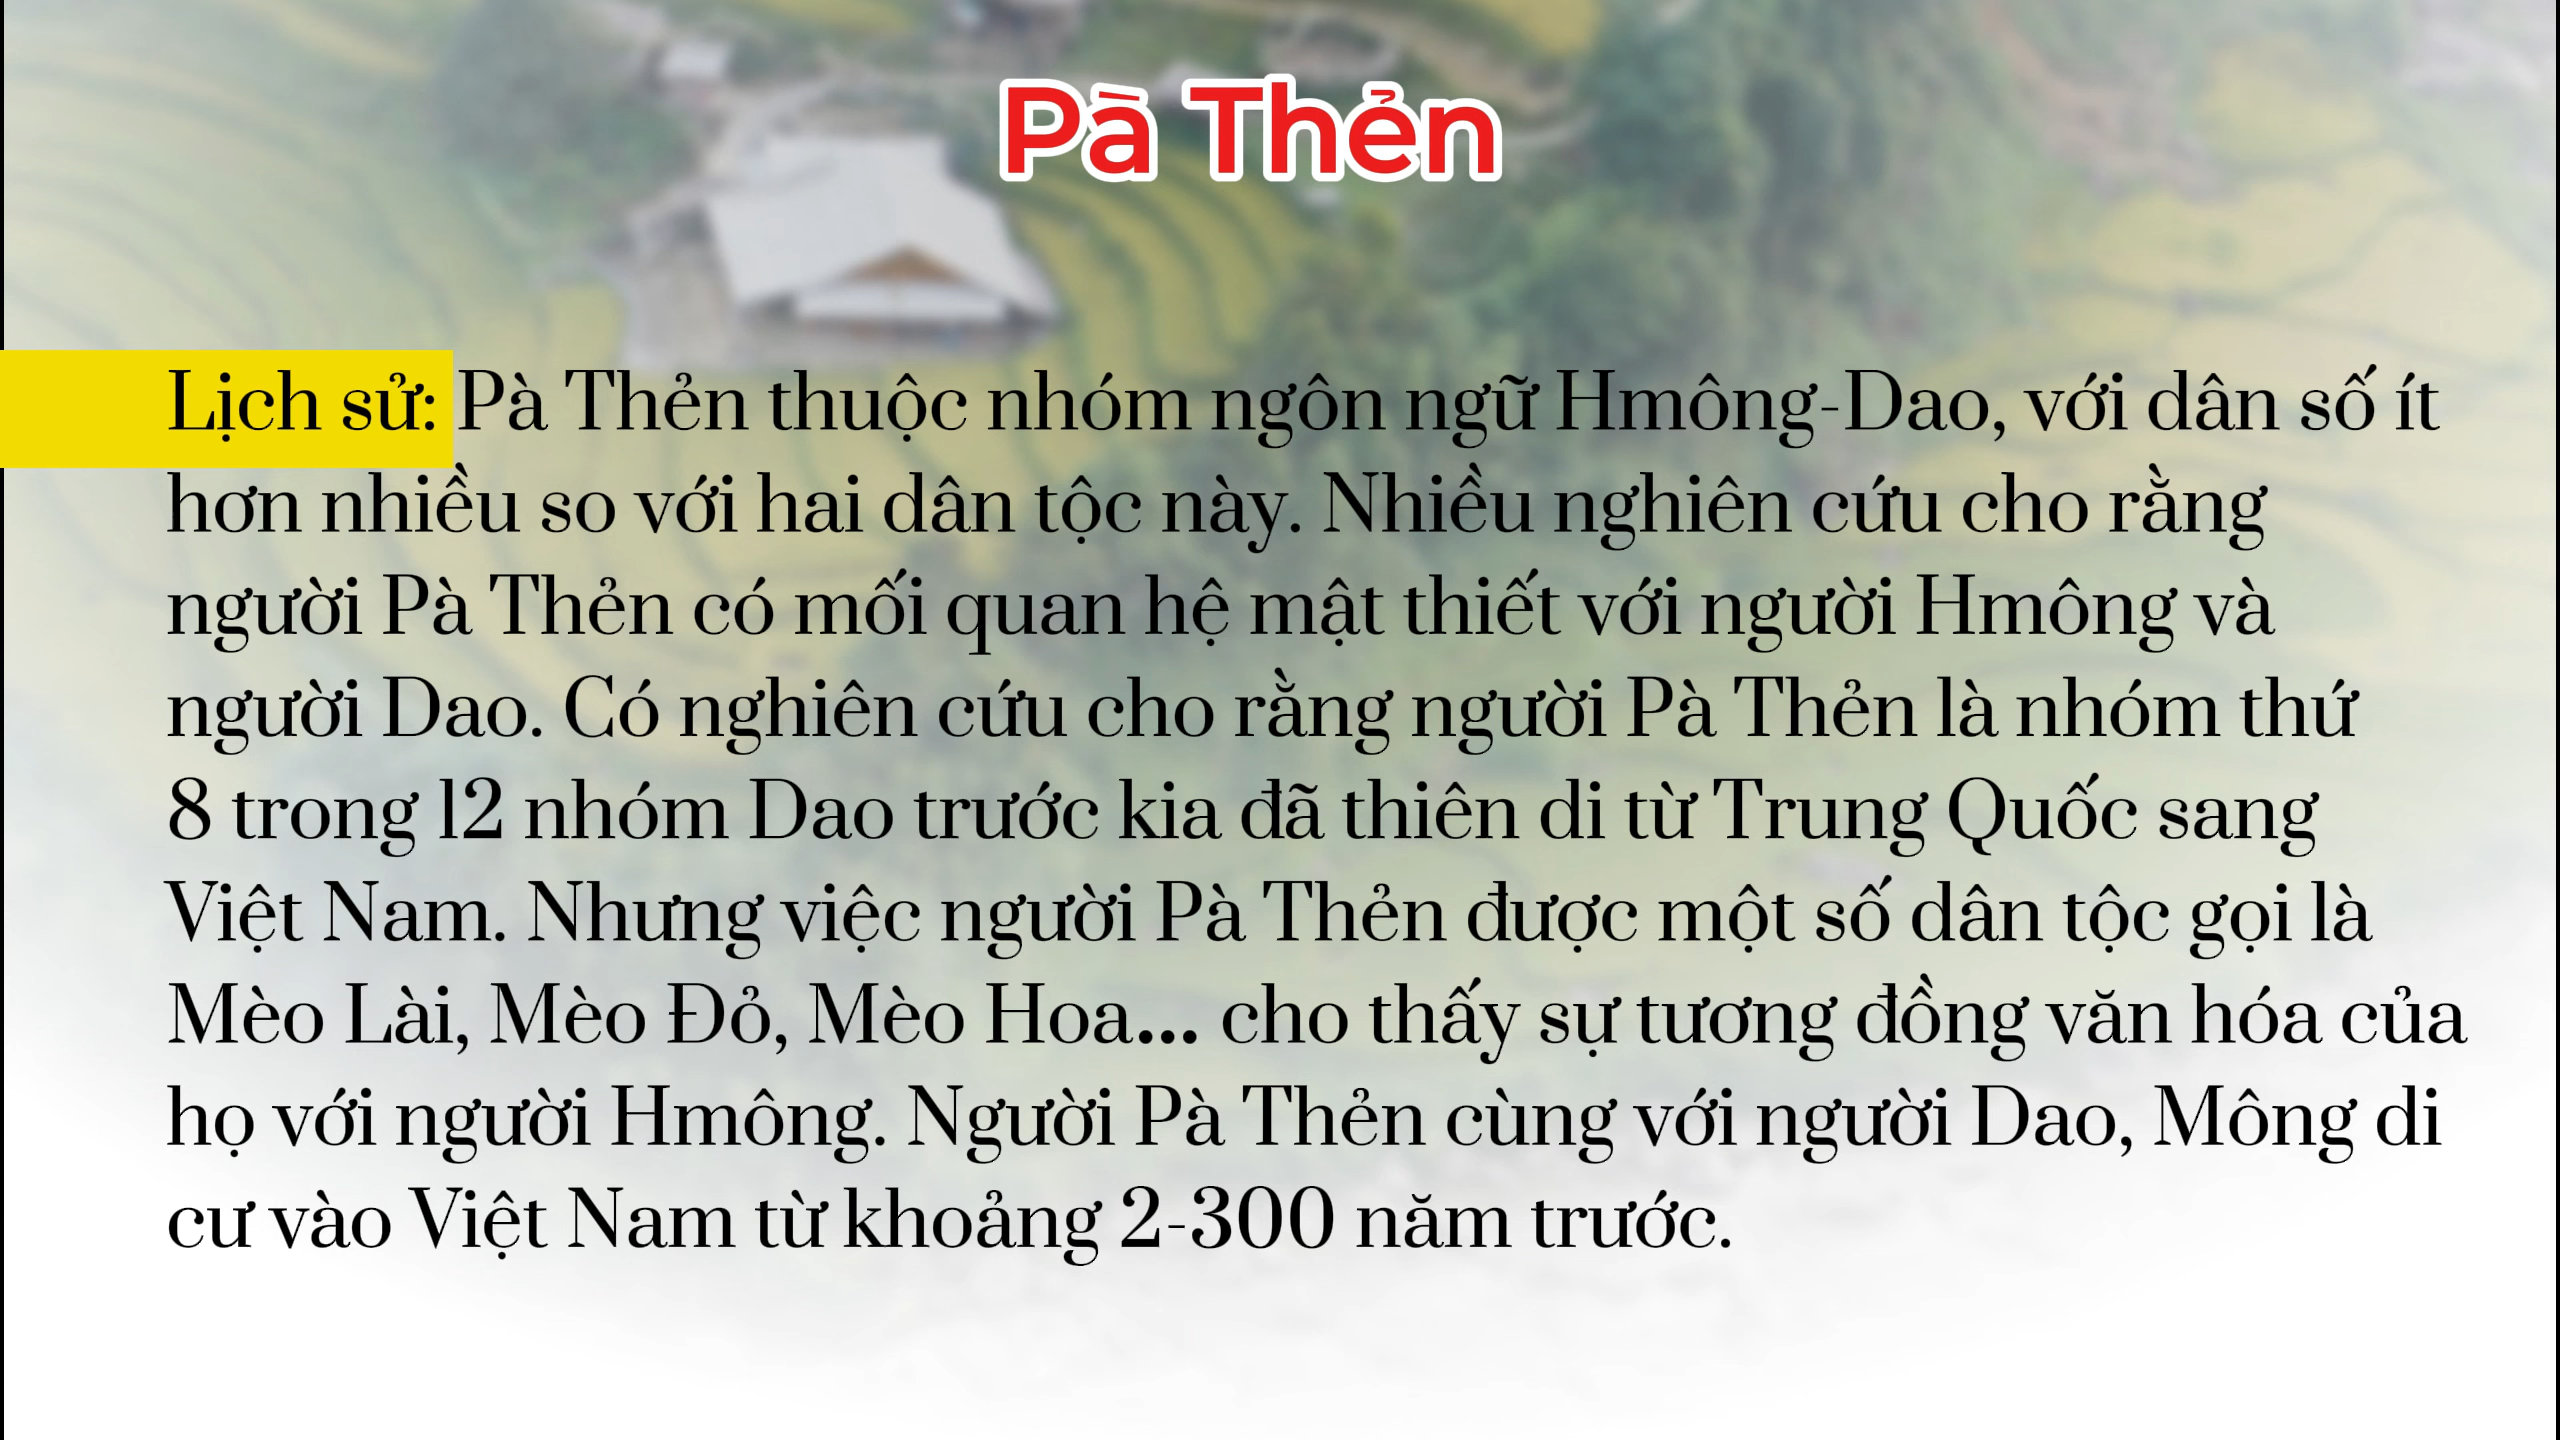 Pà Thẻn
Lịch sử: Pà Thẻn thuộc nhóm ngôn ngữ Hmông-Dao, với dân số ít
hơn nhiều so với hai dân tộc này. Nhiều nghiên cứu cho rằng
người Pà Thẻn có mối quan hệ mật thiết với người Hmông và
người Dao. Có nghiên cứu cho rằng người Pà Thẻn là nhóm thứ
8 trong 12 nhóm Dao trước kia đã thiên di từ Trung Quốc sang
Việt Nam. Nhưng việc người Pà Thẻn được một số dân tộc gọi là
Mèo Lài, Mèo Đỏ, Mèo Hoa... cho thấy sự tương đồng văn hóa của
họ với người Hmông. Người Pà Thẻn cùng với người Dao, Mông di
cư vào Việt Nam từ khoảng 2-300 năm trước.